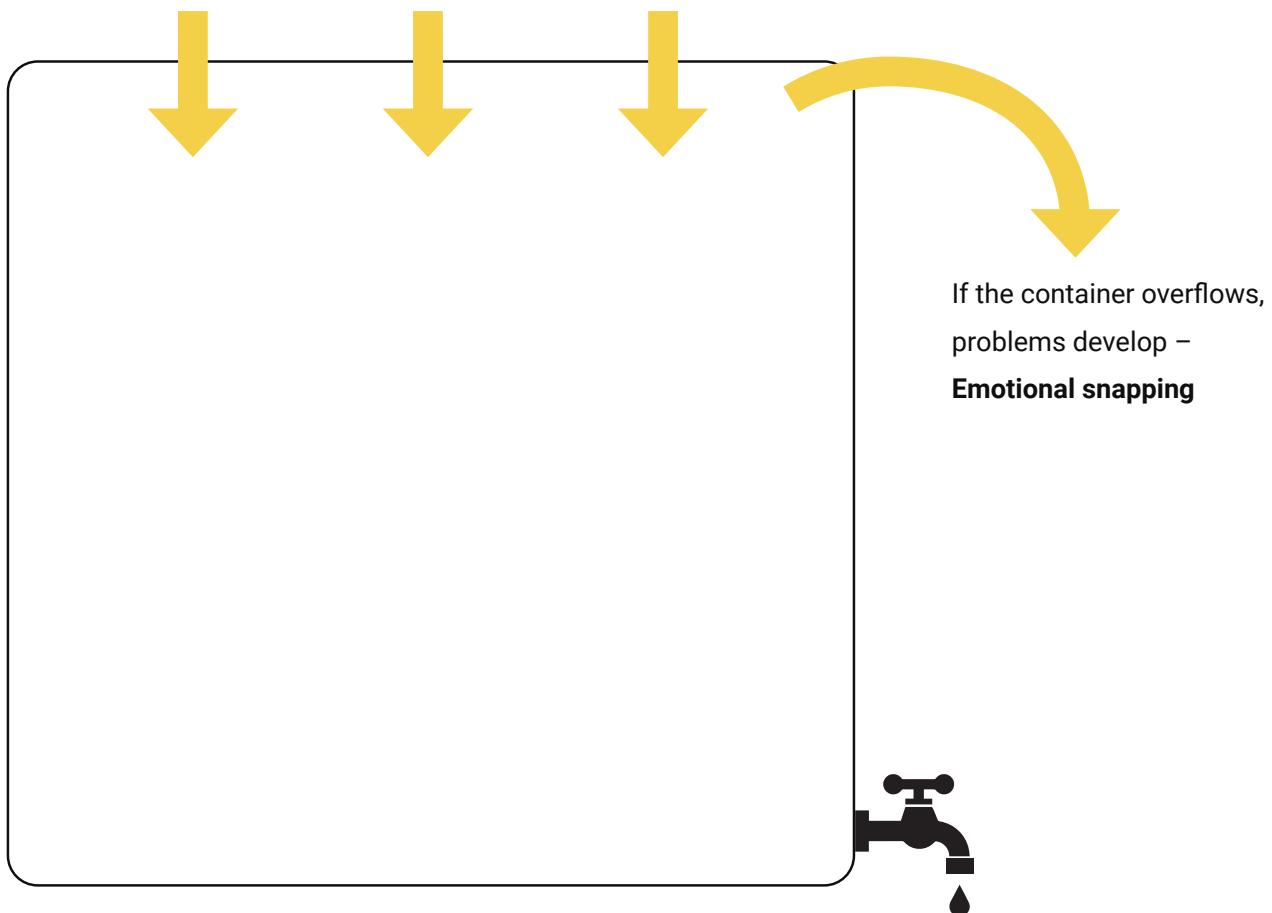 If the container overflows,
problems develop –
Emotional snapping